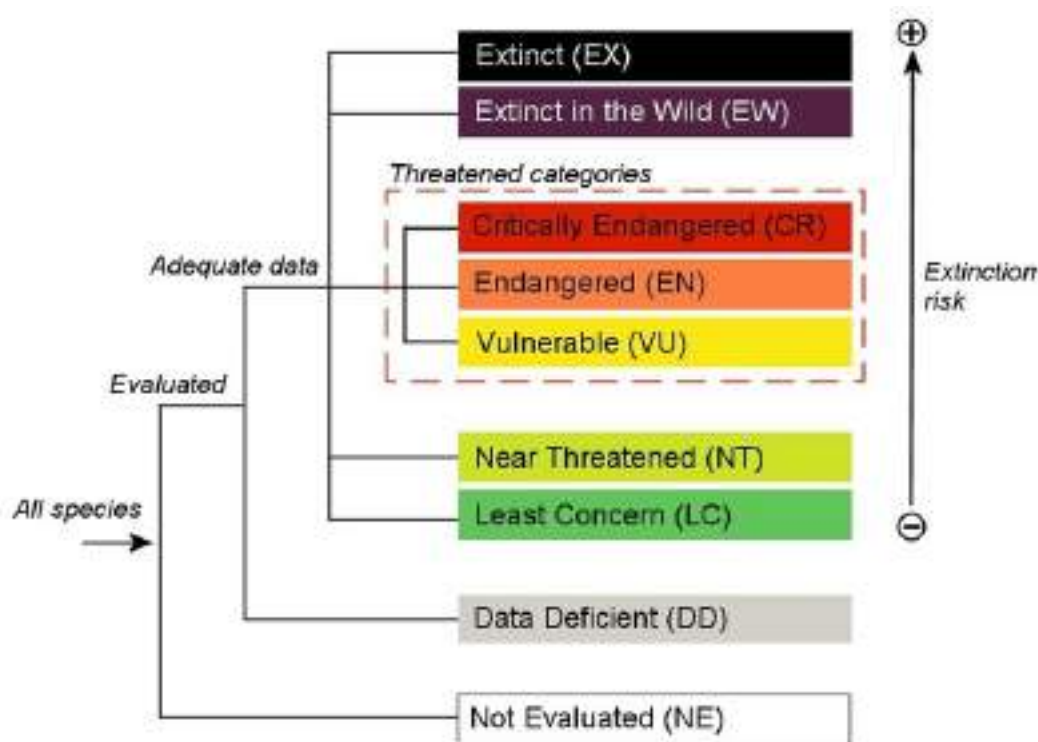 Extinct (EX)
Extinct in the Wild (EW)
Threatened categories
Critically Endangered (CR)
Adequate data
Endangered (EN)
Extinction
risk
Vulnerable (VU)
Evaluated
Near Threatened (NT)
All species
Least Concern (LC)
Data Deficient (DD)
Not Evaluated (NE)